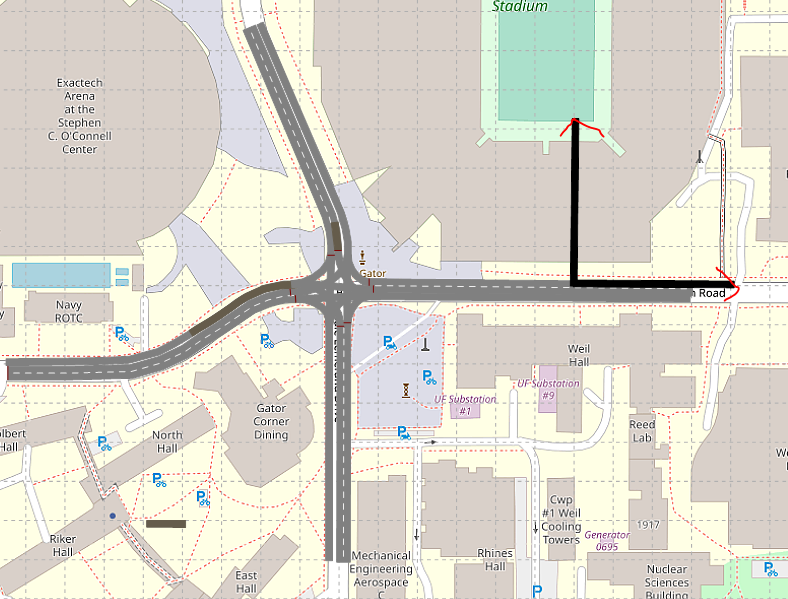 Stadium
Exactech
Arena
at the
Stephen
C. O'Connell
Center
Gator
Road
Navy
ROTC
Weil
Hall
UF Substation
#9
UF Substation
#1
Gator
Corner
Dining
North
Hall
Hall
Reed
Lab
Riker
Hall
East
Hall
Mechanical
Engineering
Aerospace
C
Rhines
Hall
Cwp
#1 Weil
Cooling
Towers
Generator
0695
1917
Nuclear
Sciences
Building